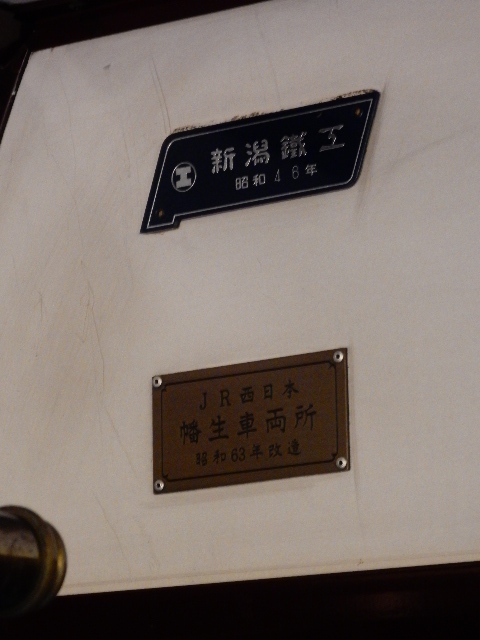 新潟鐵工
昭和48年
JR西日本
幡生車両所
昭和63年改造